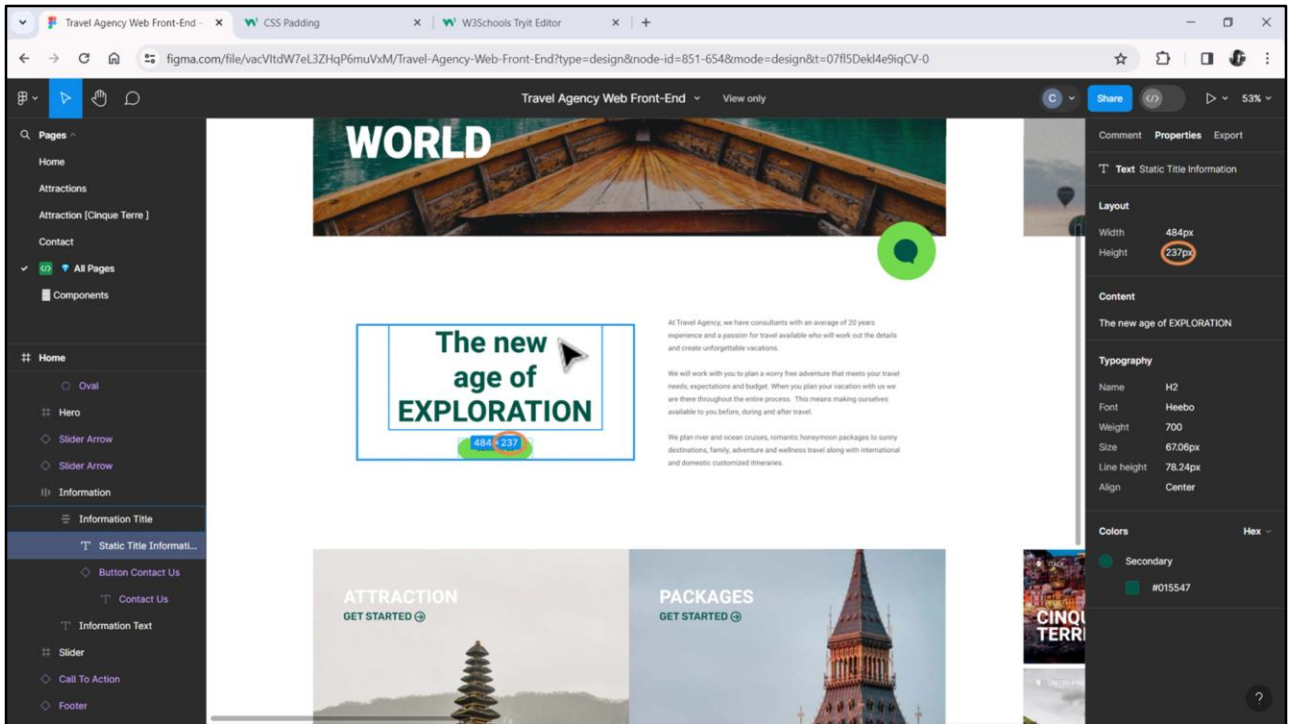 Travel Agency Web Front-End -
CSS Padding
W3Schools Tryit Editor
figma.com/file/vacVItdW7eL3ZHqP6muVxM/Travel-Agency-Web-Front-End?type=design&node-id=851-654&mode=design&t=07fl5Dekl4e9iqCV-0
Travel Agency Web Front-End
View only
C
Share
53%
Pages
Home
Attractions
Attraction [Cinque Terre ]
Contact
All Pages
Components
Home
Oval
Hero
Slider Arrow
Slider Arrow
Information
Information Title
Static Title Informati...
Button Contact Us
Contact Us
Information Text
Slider
Call To Action
Footer
WORLD
The new
age of
EXPLORATION
484 × 237
At Travel Agency, we have consultants with an average of 20 years
experience and a passion for travel available who will work out the details
and create unforgettable vacations.
We will work with you to plan a worry free adventure that meets your travel
needs, expectations and budget. When you plan your vacation with us we
are there throughout the entire process. This means making ourselves
available to you before, during and after travel.
We plan river and ocean cruises, romantic honeymoon packages to sunny
destinations, family, adventure and wellness travel along with international
and domestic customized itineraries.
ATTRACTION
GET STARTED
PACKAGES
GET STARTED
CINQU
TERRE
Comment Properties Export
T Text Static Title Information
Layout
Width 484px
Height 237px
Content
The new age of EXPLORATION
Typography
Name H2
Font Heebo
Weight 700
Size 67.06px
Line height 78.24px
Align Center
Colors Hex
Secondary
#015547
?